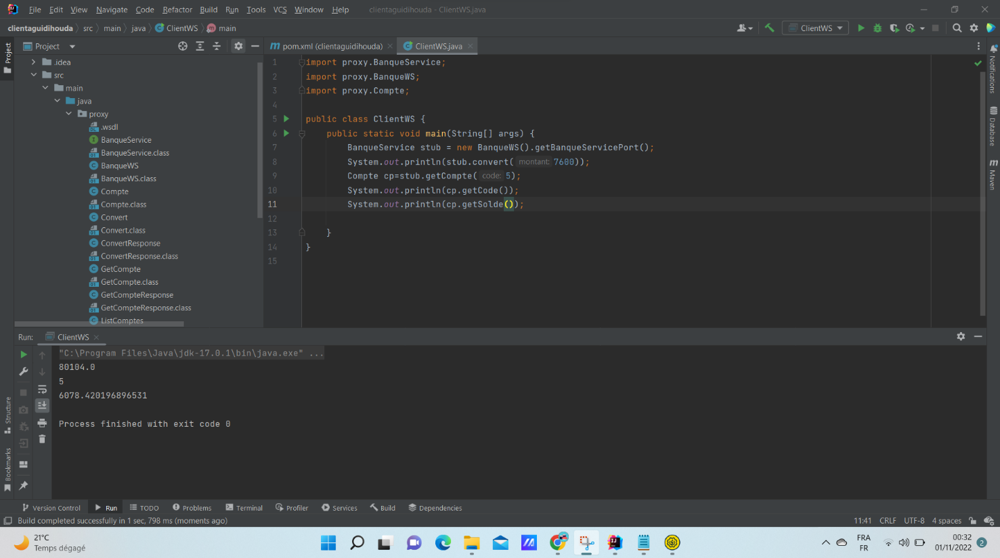 File Edit View Navigate Code Refactor Build Run Tools VCS Window Help clientaguidihouda - ClientWS.java
clientaguidihouda src main java ClientWS main ClientWS
Project
Project
pom.xml (clientaguidihouda)
ClientWS.java
.idea
src
main
java
proxy
.wsdl
BanqueService
BanqueService.class
BanqueWS
BanqueWS.class
Compte
Compte.class
Convert
Convert.class
ConvertResponse
ConvertResponse.class
GetCompte
GetCompte.class
GetCompteResponse
GetCompteResponse.class
ListComptes
1 import proxy.BanqueService;
2 import proxy.BanqueWS;
3 import proxy.Compte;
4
5 public class ClientWS {
6 public static void main(String[] args) {
7 BanqueService stub = new BanqueWS().getBanqueServicePort();
8 System.out.println(stub.convert( montant: 7600));
9 Compte cp=stub.getCompte( code: 5);
10 System.out.println(cp.getCode());
11 System.out.println(cp.getSolde());
12
13 }
14 }
15
Notifications
Database
Maven
Run: ClientWS
"C:\Program Files\Java\jdk-17.0.1\bin\java.exe" ...
80104.0
5
6078.420196896531
Process finished with exit code 0
Structure
Bookmarks
Version Control Run TODO Problems Terminal Profiler Services Build Dependencies
Build completed successfully in 1 sec, 798 ms (moments ago) 11:41 CRLF UTF-8 4 spaces
21°C
Temps dégagé
FRA
FR
00:32
01/11/2022
2